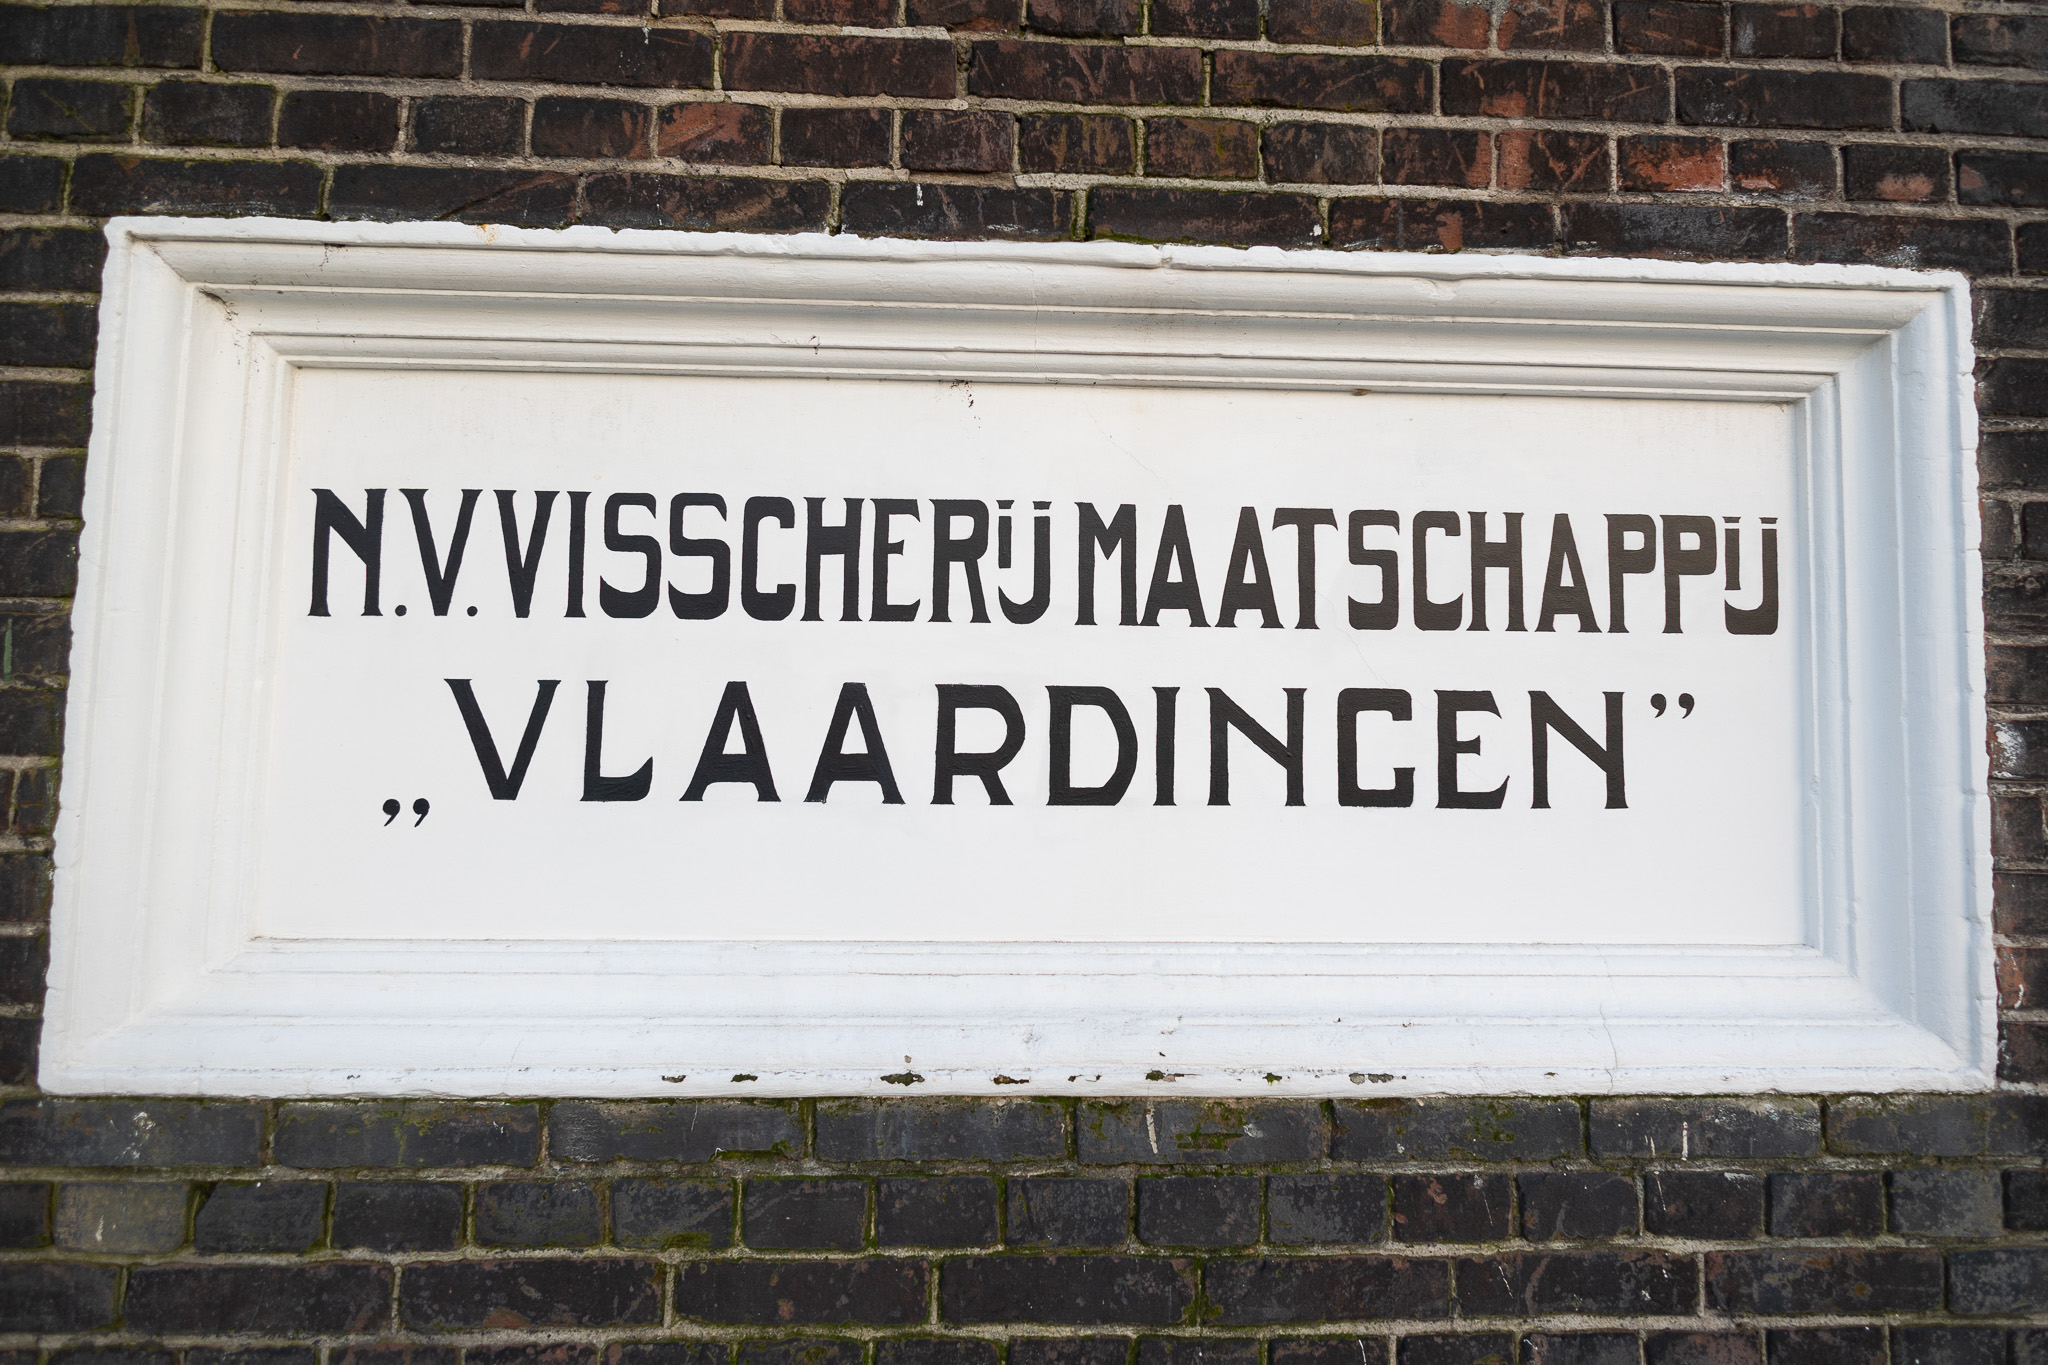 N.V. VISSCHERIJ MAATSCHAPPIJ
„VLAARDINGEN”